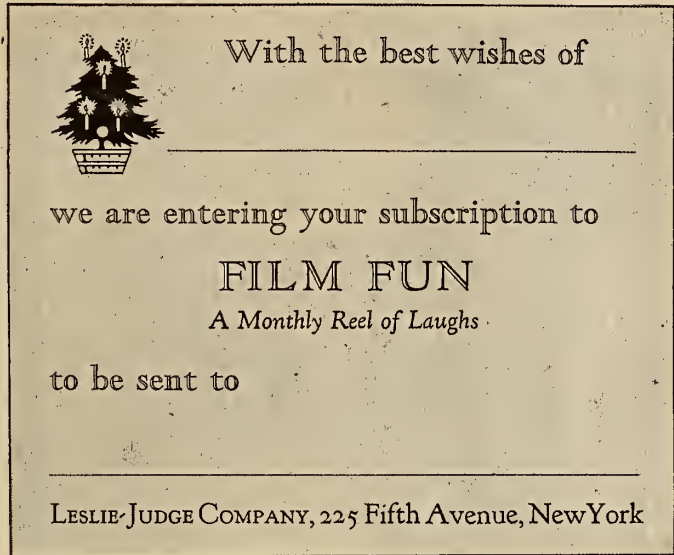 With the best wishes of
we are entering your subscription to
FILM FUN
A Monthly Reel of Laughs
to be sent to
LESLIE-JUDGE COMPANY, 225 Fifth Avenue, New York